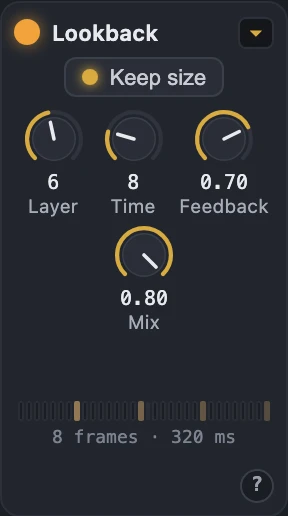 Lookback
Keep size
6 8 0.70
Layer Time Feedback
0.80
Mix
8 frames · 320 ms
?